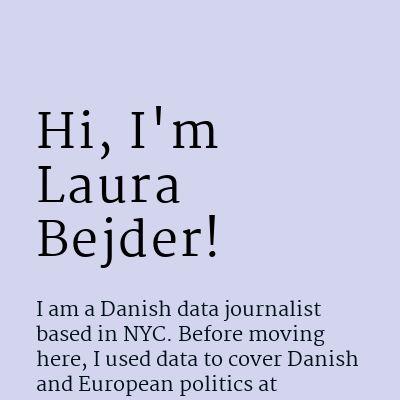 Hi, I'm
Laura
Bejder!
I am a Danish data journalist
based in NYC. Before moving
here, I used data to cover Danish
and European politics at